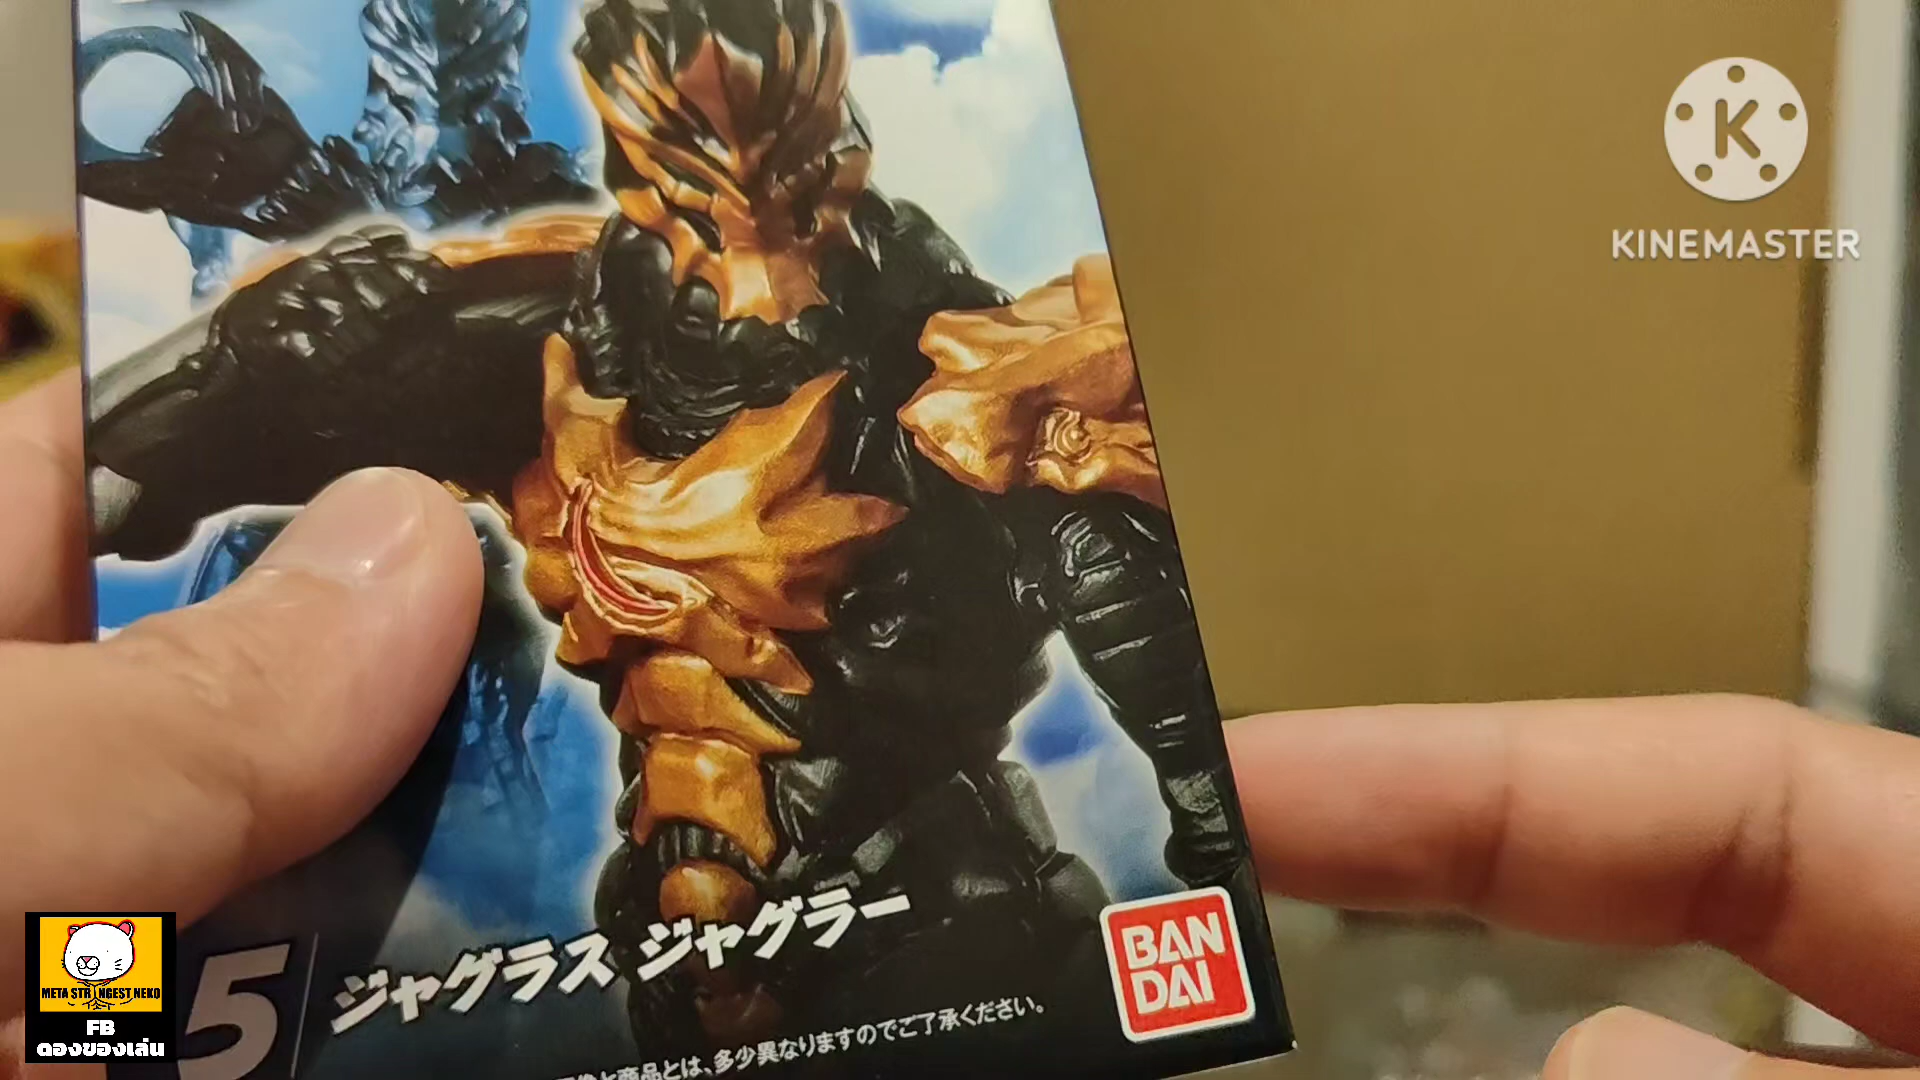 KINEMASTER
META STRANGEST NEKO
FB
ดองของเล่น
5
ジャグラス ジャグラー
商品とは、多少異なりますのでご了承ください。
BAN
DAI